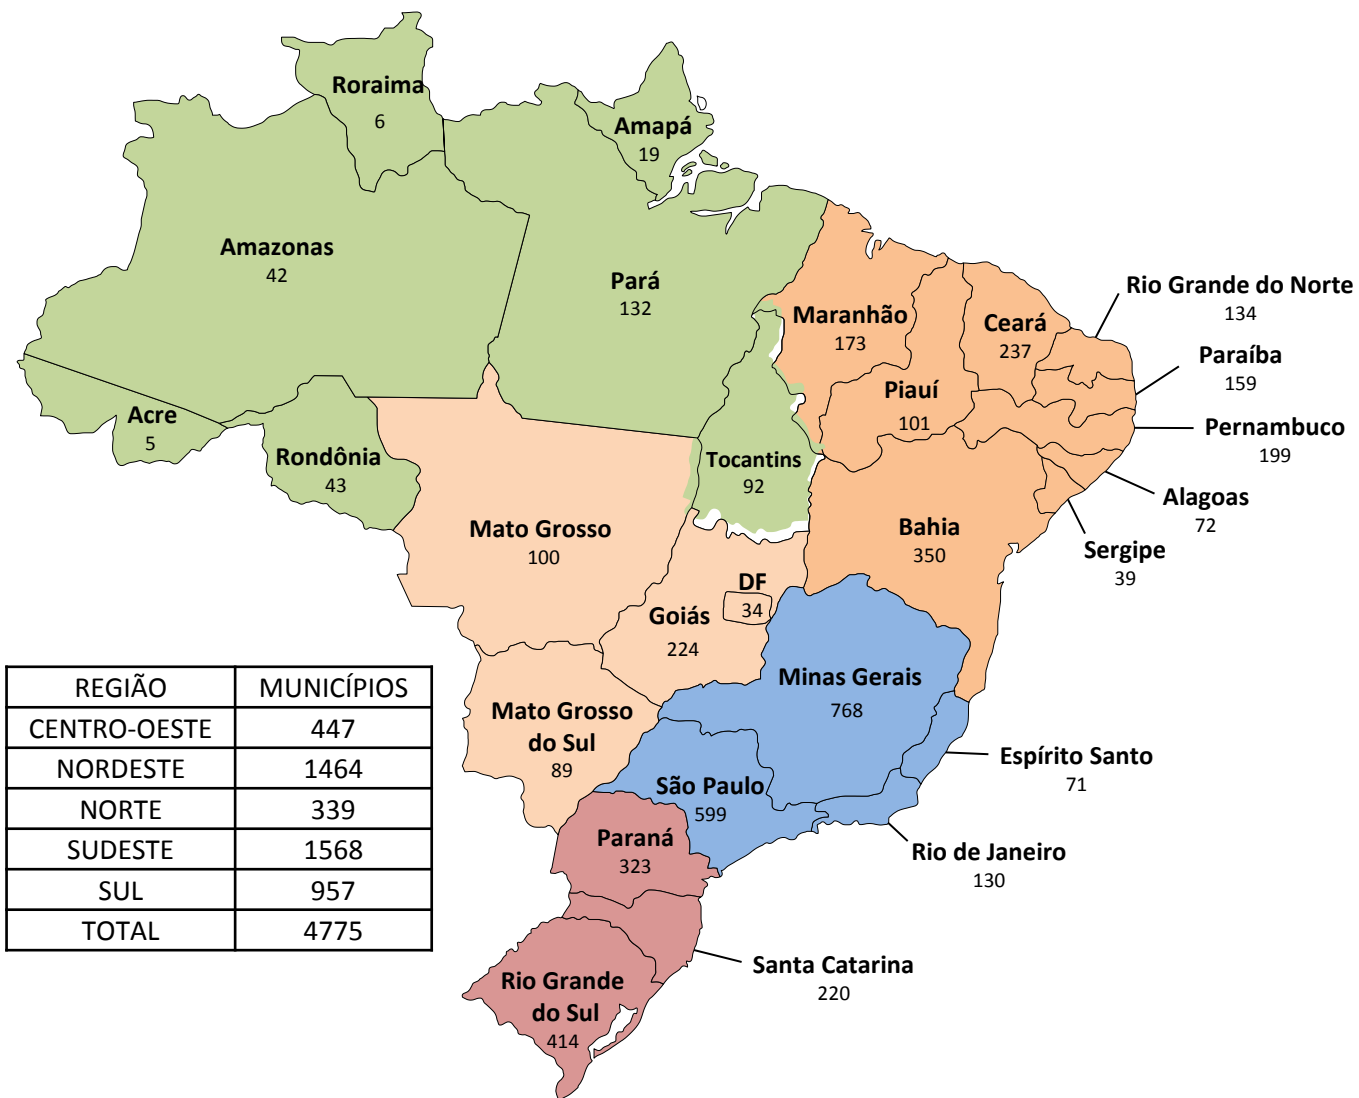 Roraima
6
Amapá
19
Amazonas
42
Pará
132
Acre
5
Rondônia
43
Tocantins
92
Maranhão
173
Piauí
101
Ceará
237
Rio Grande do Norte
134
Paraíba
159
Pernambuco
199
Alagoas
72
Sergipe
39
Bahia
350
Mato Grosso
100
DF
34
Goiás
224
Mato Grosso
do Sul
89
Minas Gerais
768
Espírito Santo
71
São Paulo
599
Rio de Janeiro
130
Paraná
323
Santa Catarina
220
Rio Grande
do Sul
414
REGIÃO MUNICÍPIOS
CENTRO-OESTE 447
NORDESTE 1464
NORTE 339
SUDESTE 1568
SUL 957
TOTAL 4775